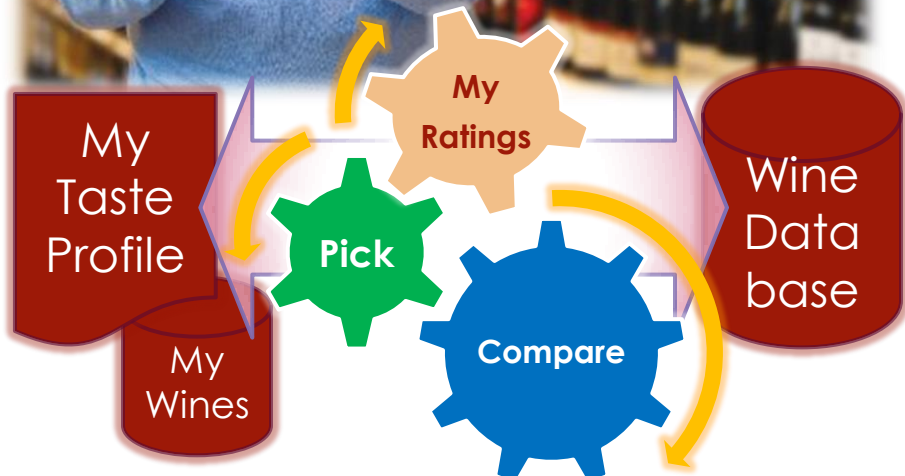 My
Ratings
My
Taste
Profile
Pick
Wine
Data
base
Compare
My
Wines